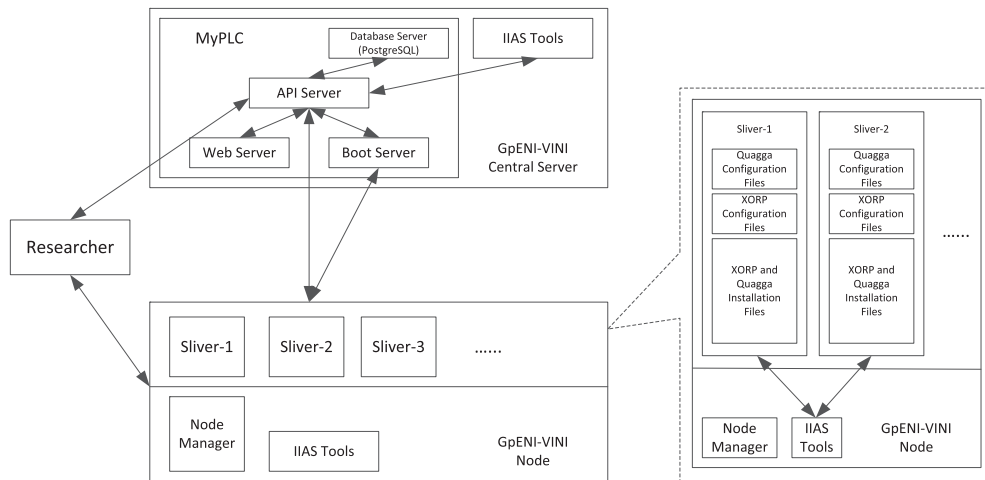 MyPLC
Database Server
(PostgreSQL)
IIAS Tools
API Server
Web Server
Boot Server
GpENI-VINI
Central Server
Researcher
Sliver-1
Sliver-2
Sliver-3
......
Node
Manager
IIAS Tools
GpENI-VINI
Node
Sliver-1
Quagga
Configuration
Files
XORP
Configuration
Files
XORP and
Quagga
Installation
Files
Sliver-2
Quagga
Configuration
Files
XORP
Configuration
Files
XORP and
Quagga
Installation
Files
......
Node
Manager
IIAS
Tools
GpENI-VINI
Node